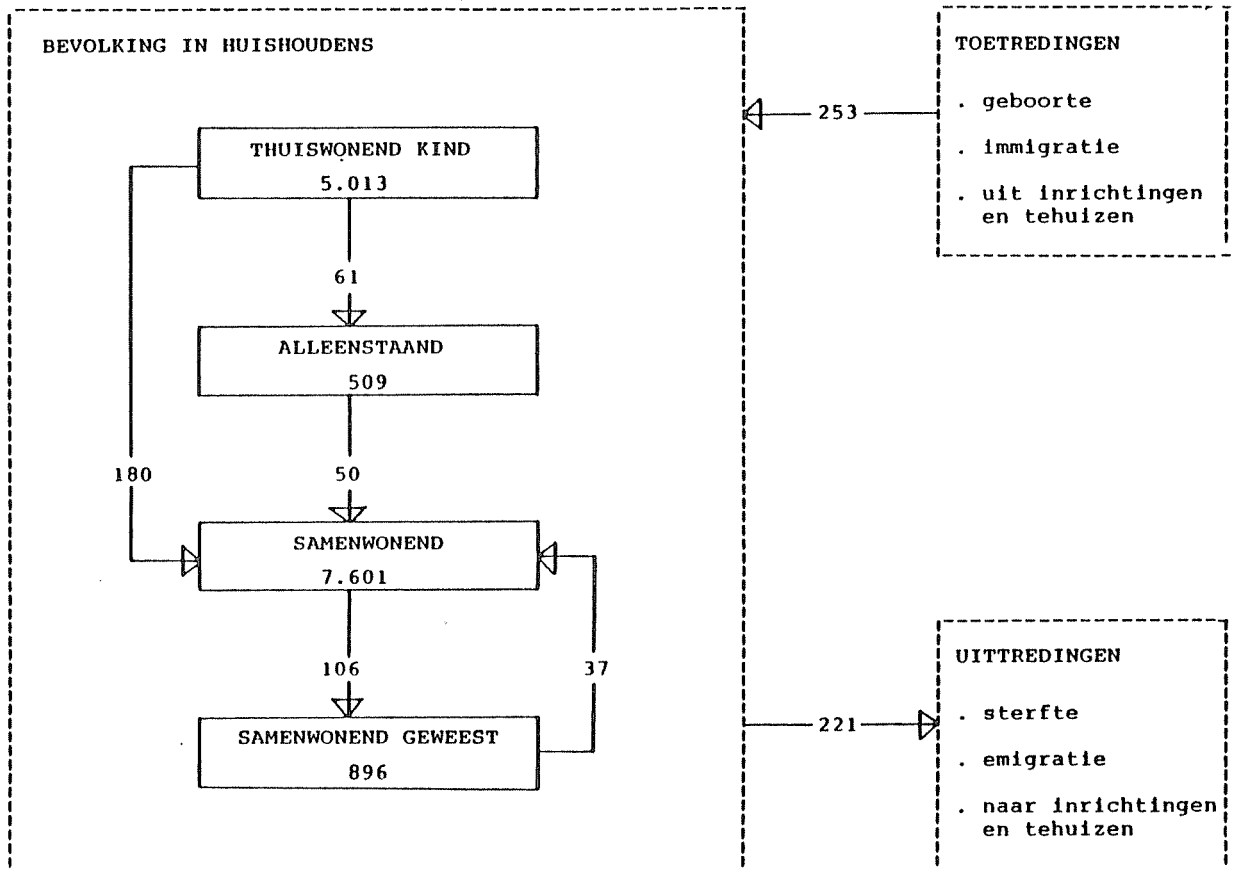 BEVOLKING IN HUISHOUDENS
THUISWONEND KIND
5.013
61
ALLEENSTAAND
509
180
50
SAMENWONEND
7.601
106
37
SAMENWONEND GEWEEST
896
TOETREDINGEN
. geboorte
. immigratie
. uit inrichtingen
en tehuizen
253
UITTREDINGEN
. sterfte
. emigratie
. naar inrichtingen
en tehuizen
221